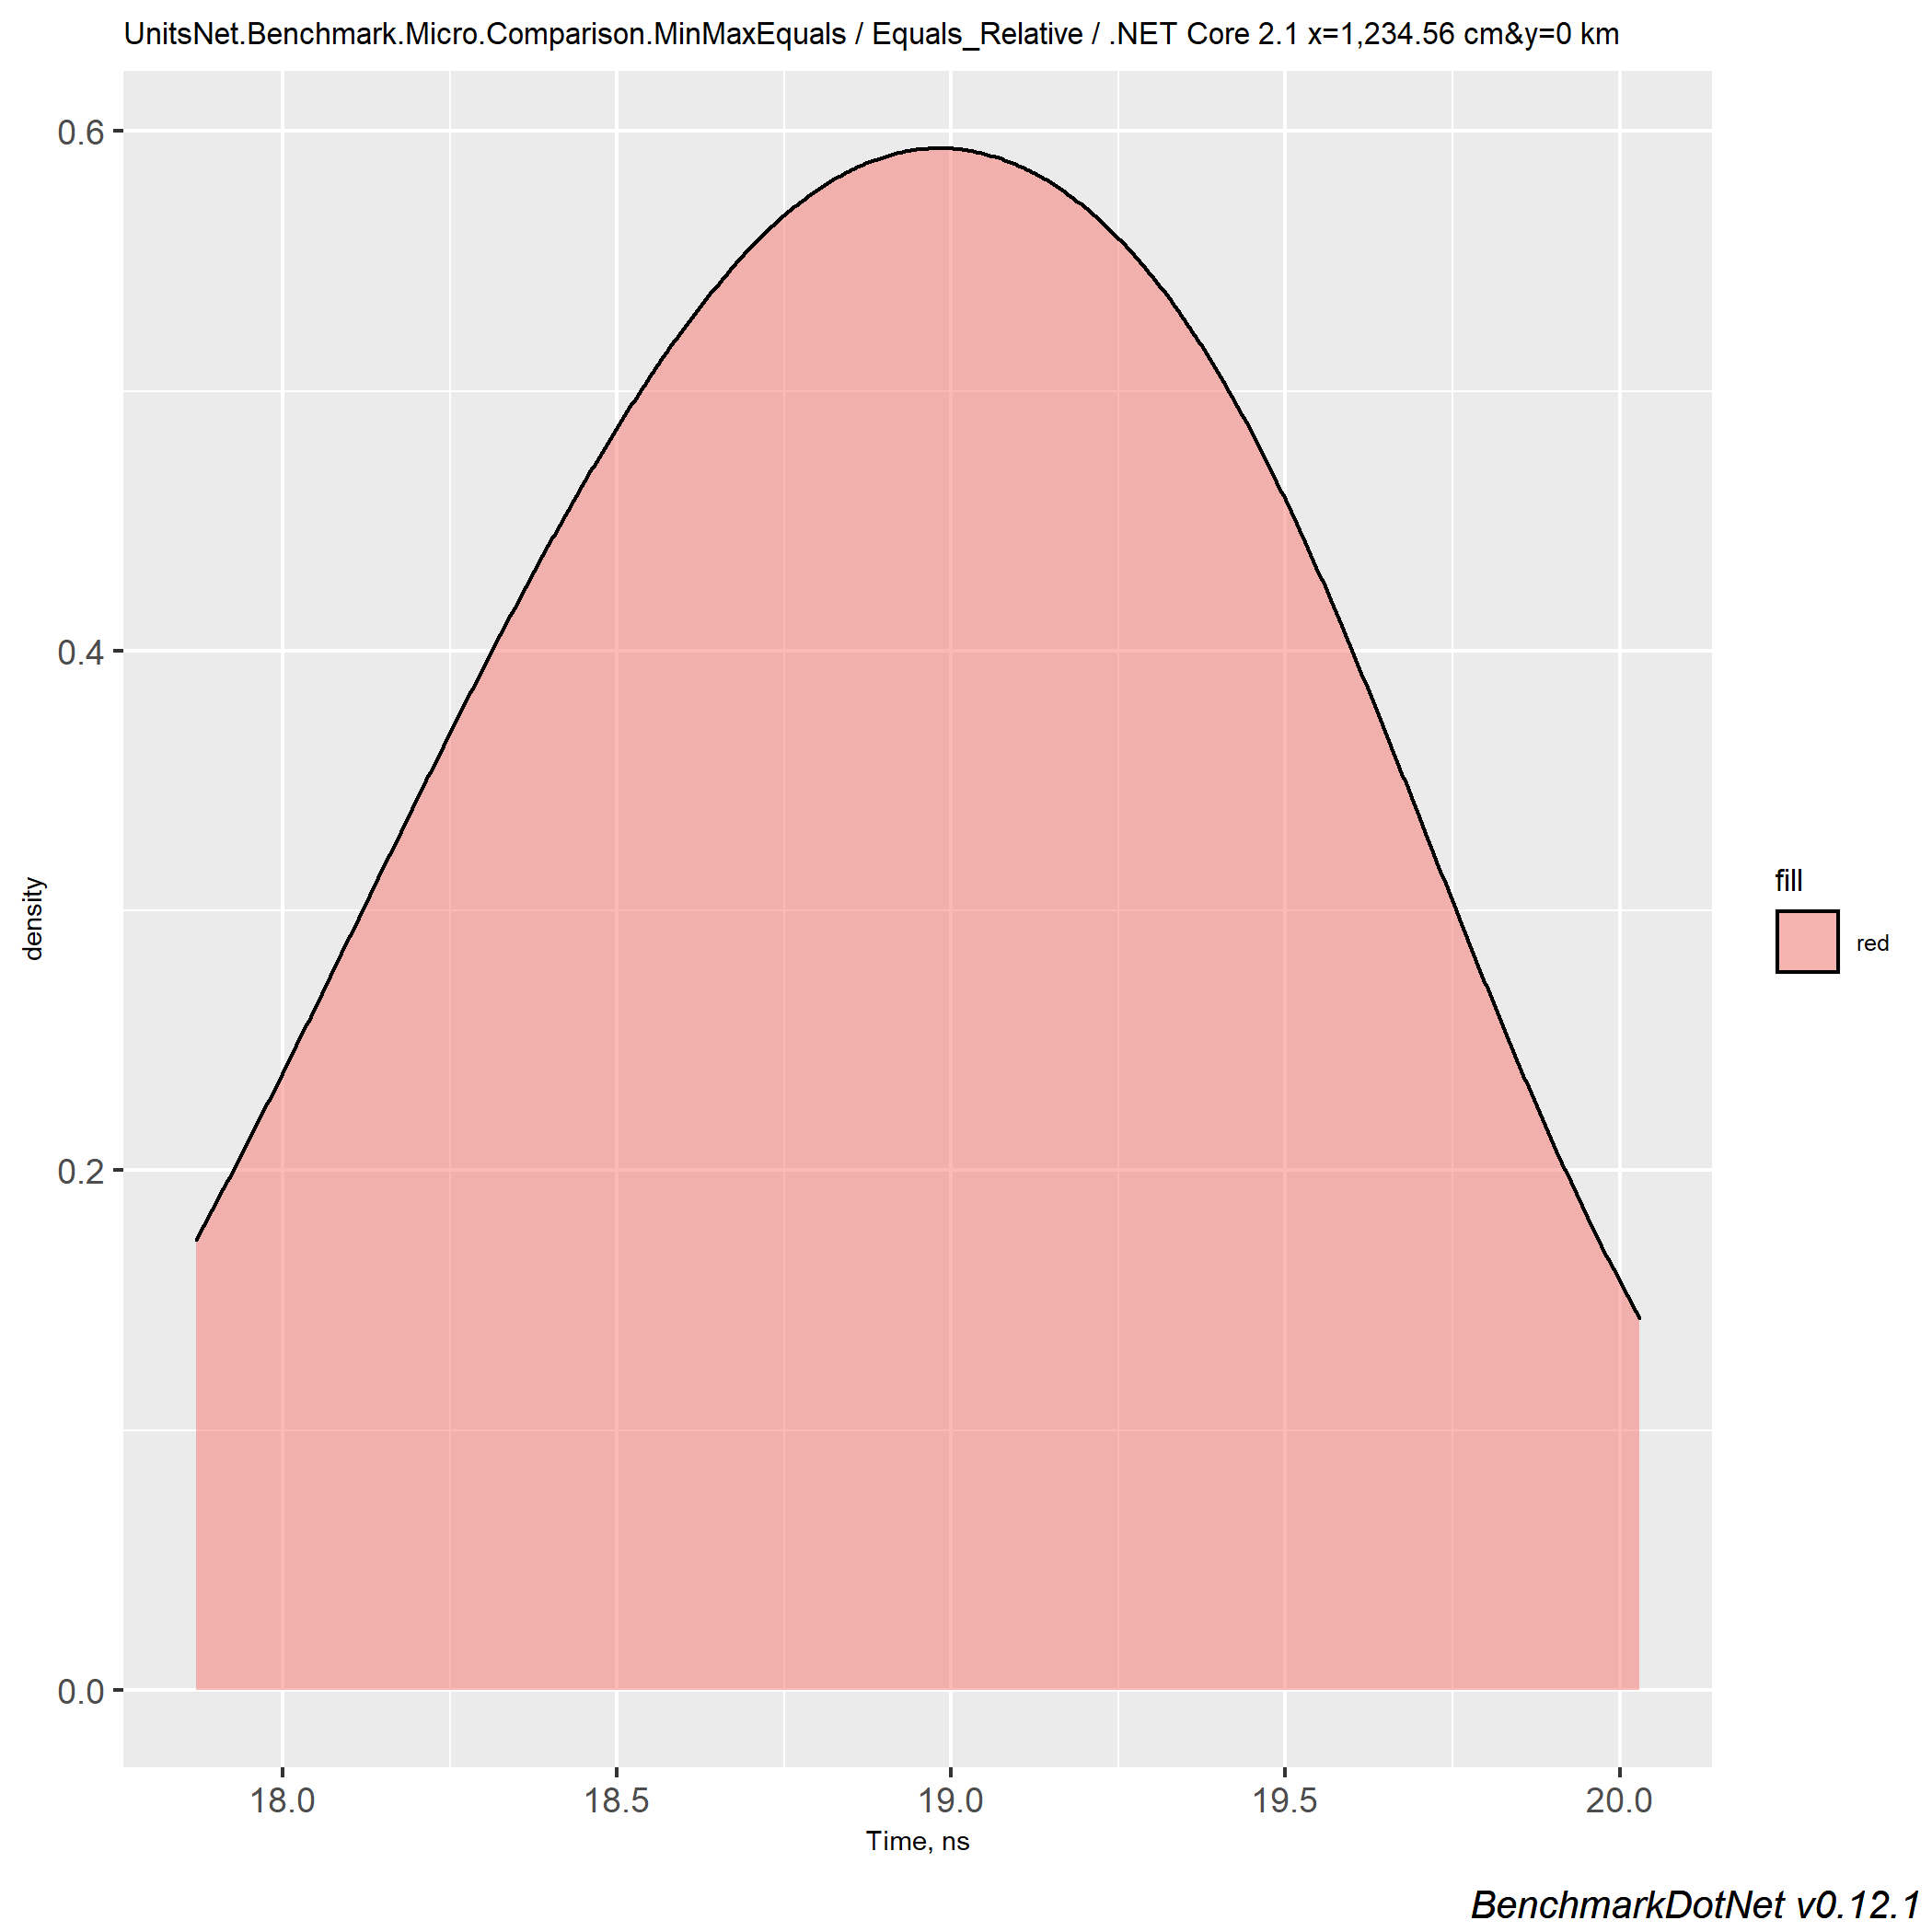 UnitsNet.Benchmark.Micro.Comparison.MinMaxEquals / Equals_Relative / .NET Core 2.1 x=1,234.56 cm&y=0 km
0.6
0.4
0.2
0.0
density
18.0 18.5 19.0 19.5 20.0
Time, ns
fill
red
BenchmarkDotNet v0.12.1